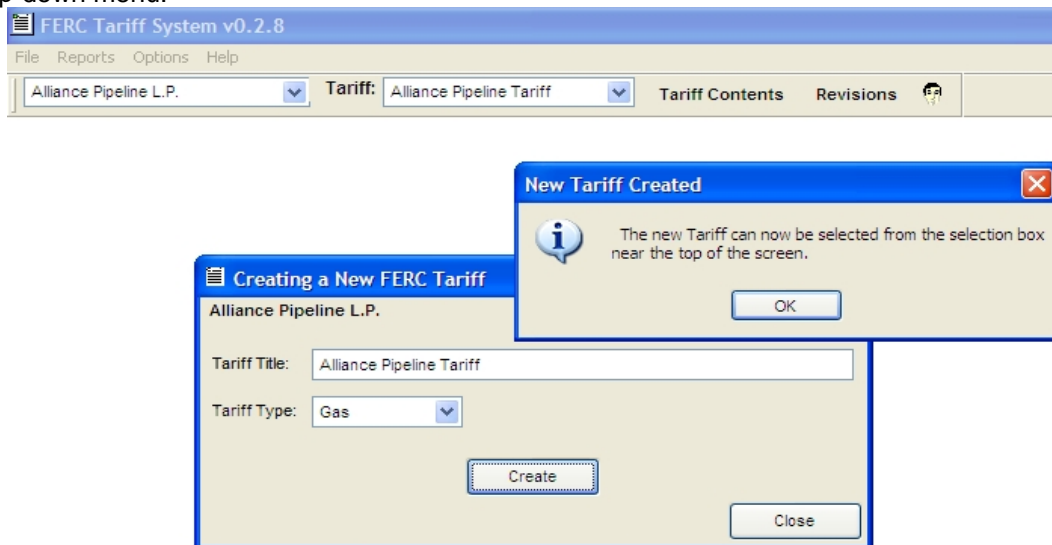 p down menu.
FERC Tariff System v0.2.8
File Reports Options Help
Alliance Pipeline L.P. Tariff: Alliance Pipeline Tariff Tariff Contents Revisions
New Tariff Created
The new Tariff can now be selected from the selection box
near the top of the screen.
OK
Creating a New FERC Tariff
Alliance Pipeline L.P.
Tariff Title: Alliance Pipeline Tariff
Tariff Type: Gas
Create
Close